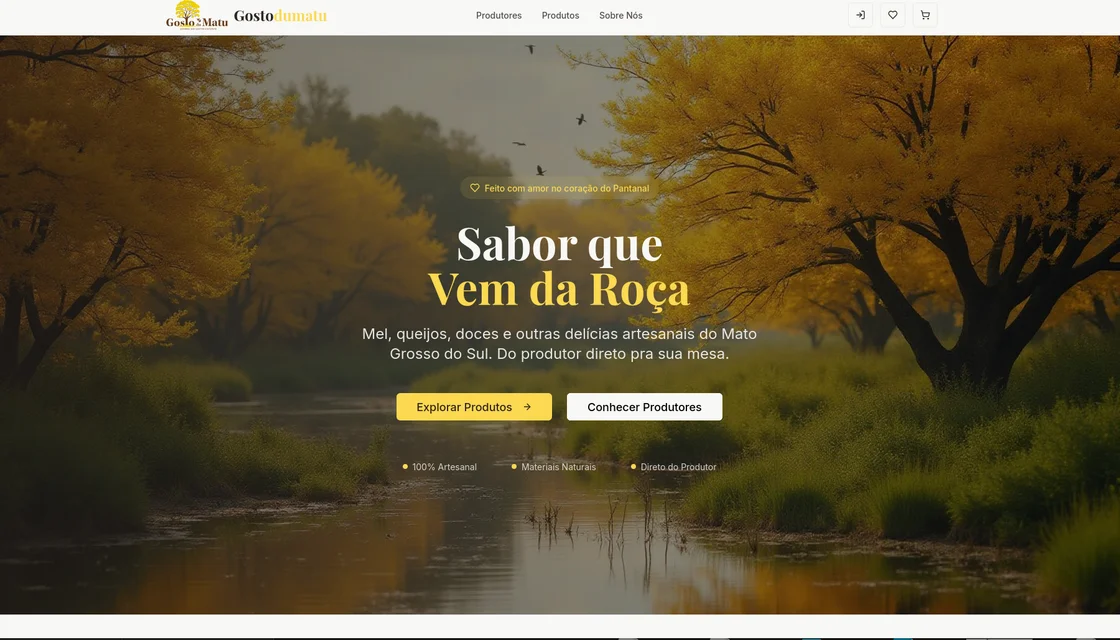 Gosto do Matu
Gostodumatu
Produtores
Produtos
Sobre Nós
Feito com amor no coração do Pantanal
Sabor que
Vem da Roça
Mel, queijos, doces e outras delícias artesanais do Mato
Grosso do Sul. Do produtor direto pra sua mesa.
Explorar Produtos →
Conhecer Produtores
100% Artesanal
Materiais Naturais
Direto do Produtor